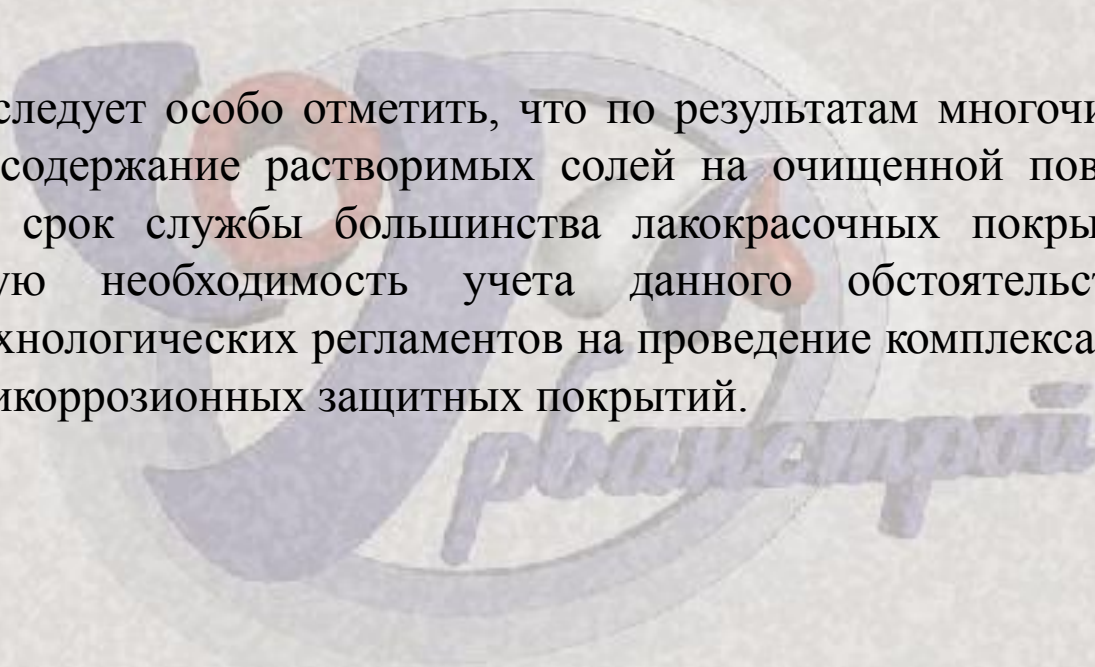 следует особо отметить, что по результатам многочи
содержание растворимых солей на очищенной пов
срок службы большинства лакокрасочных покры
ую необходимость учета данного обстоятельст
хнологических регламентов на проведение комплекса
икоррозионных защитных покрытий.
Урбанстрой